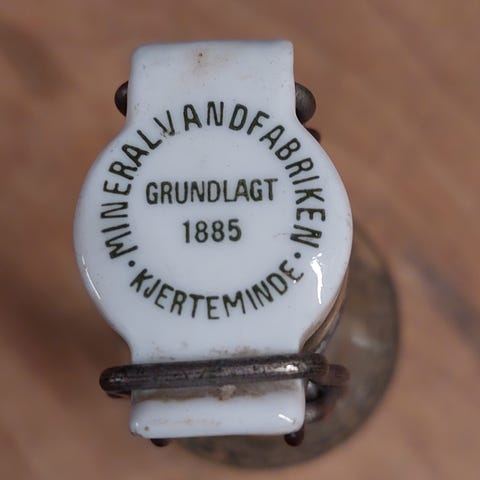 MINERALVANDFABRIKEN
GRUNDLAGT
1885
· KJERTEMINDE ·